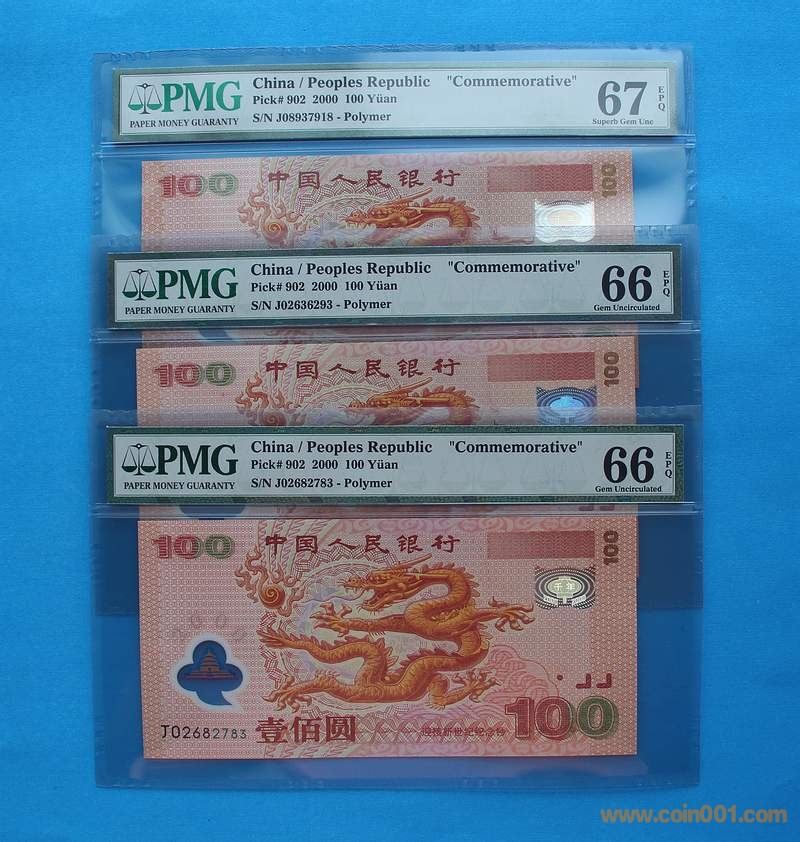 PMG
PAPER MONEY GUARANTY
China / Peoples Republic "Commemorative"
Pick# 902 2000 100 Yüan
S/N J08937918 - Polymer
67
EPQ
Superb Gem Unc
100
中国人民银行
100
PMG
PAPER MONEY GUARANTY
China / Peoples Republic "Commemorative"
Pick# 902 2000 100 Yüan
S/N J02636293 - Polymer
66
EPQ
Gem Uncirculated
100
中国人民银行
100
PMG
PAPER MONEY GUARANTY
China / Peoples Republic "Commemorative"
Pick# 902 2000 100 Yüan
S/N J02682783 - Polymer
66
EPQ
Gem Uncirculated
100
中国人民银行
100
千年
2000
J02682783
壹佰圆
迎接新世纪纪念钞
100
www.coin001.com